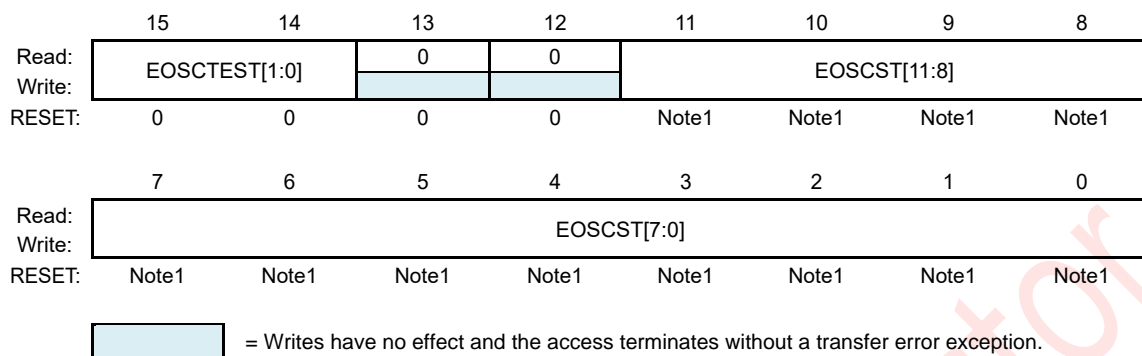 15 14 13 12 11 10 9 8
Read: EOSCTEST[1:0] 0 0 EOSCST[11:8]
Write:
RESET: 0 0 0 0 Note1 Note1 Note1 Note1
7 6 5 4 3 2 1 0
Read: EOSCST[7:0]
Write:
RESET: Note1 Note1 Note1 Note1 Note1 Note1 Note1 Note1
= Writes have no effect and the access terminates without a transfer error exception.